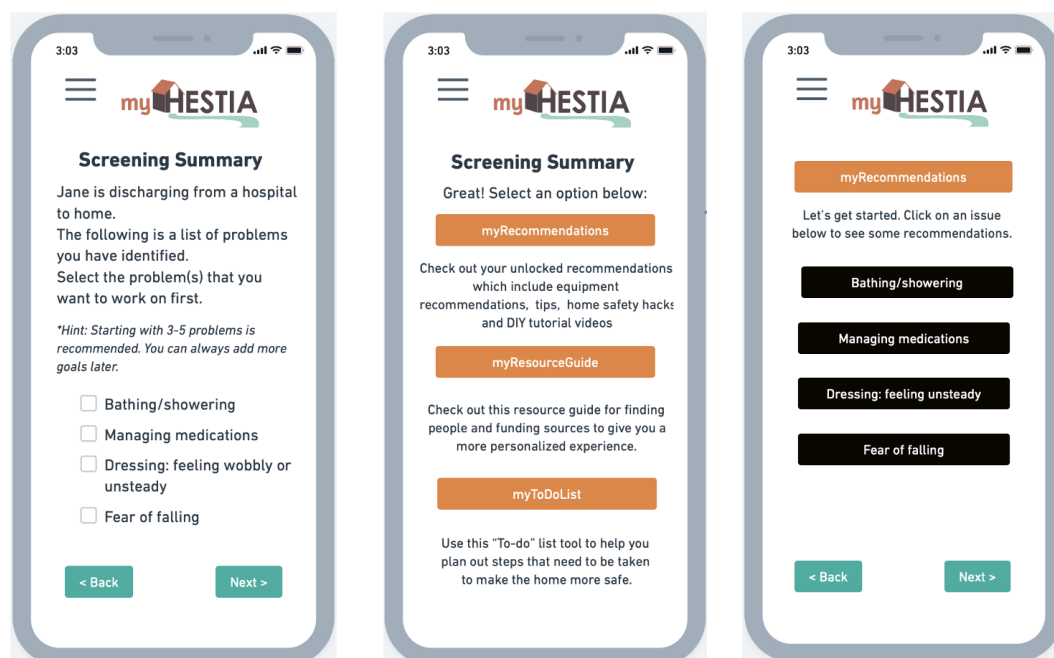 3:03
myHESTIA
Screening Summary
Jane is discharging from a hospital
to home.
The following is a list of problems
you have identified.
Select the problem(s) that you
want to work on first.
*Hint: Starting with 3-5 problems is
recommended. You can always add more
goals later.
Bathing/showering
Managing medications
Dressing: feeling wobbly or
unsteady
Fear of falling
< Back
Next >
3:03
myHESTIA
Screening Summary
Great! Select an option below:
myRecommendations
Check out your unlocked recommendations
which include equipment
recommendations, tips, home safety hacks
and DIY tutorial videos
myResourceGuide
Check out this resource guide for finding
people and funding sources to give you a
more personalized experience.
myToDoList
Use this "To-do" list tool to help you
plan out steps that need to be taken
to make the home more safe.
3:03
myHESTIA
myRecommendations
Let's get started. Click on an issue
below to see some recommendations.
Bathing/showering
Managing medications
Dressing: feeling unsteady
Fear of falling
< Back
Next >